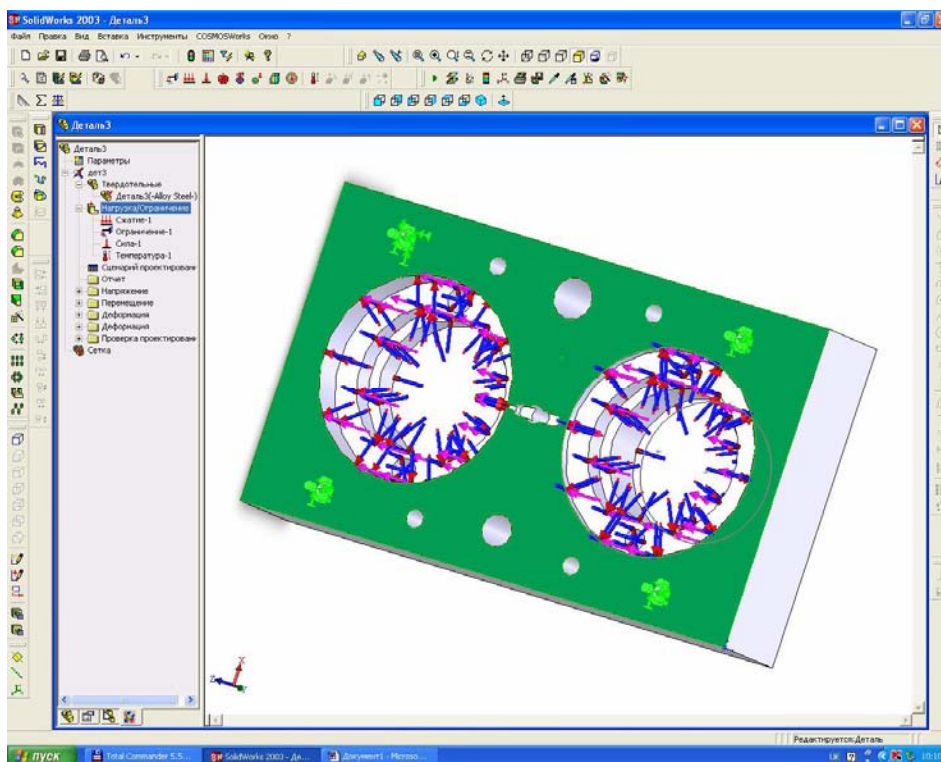 SolidWorks 2003 - Деталь3
Файл Правка Вид Вставка Инструменты COSMOSWorks Окно ?
Деталь3
Деталь3
Параметры
дет3
Твердотельные
Деталь3(-Alloy Steel-)
Нагрузка/Ограничение
Сжатие-1
Ограничение-1
Сила-1
Температура-1
Сценарий проектирован
Отчет
Напряжение
Перемещение
Деформация
Деформация
Проверка проектирован
Сетка
X
Z
Y
Редактируется:Деталь
пуск
Total Commander 5.5...
SolidWorks 2003 - Де...
Документ1 - Microso...